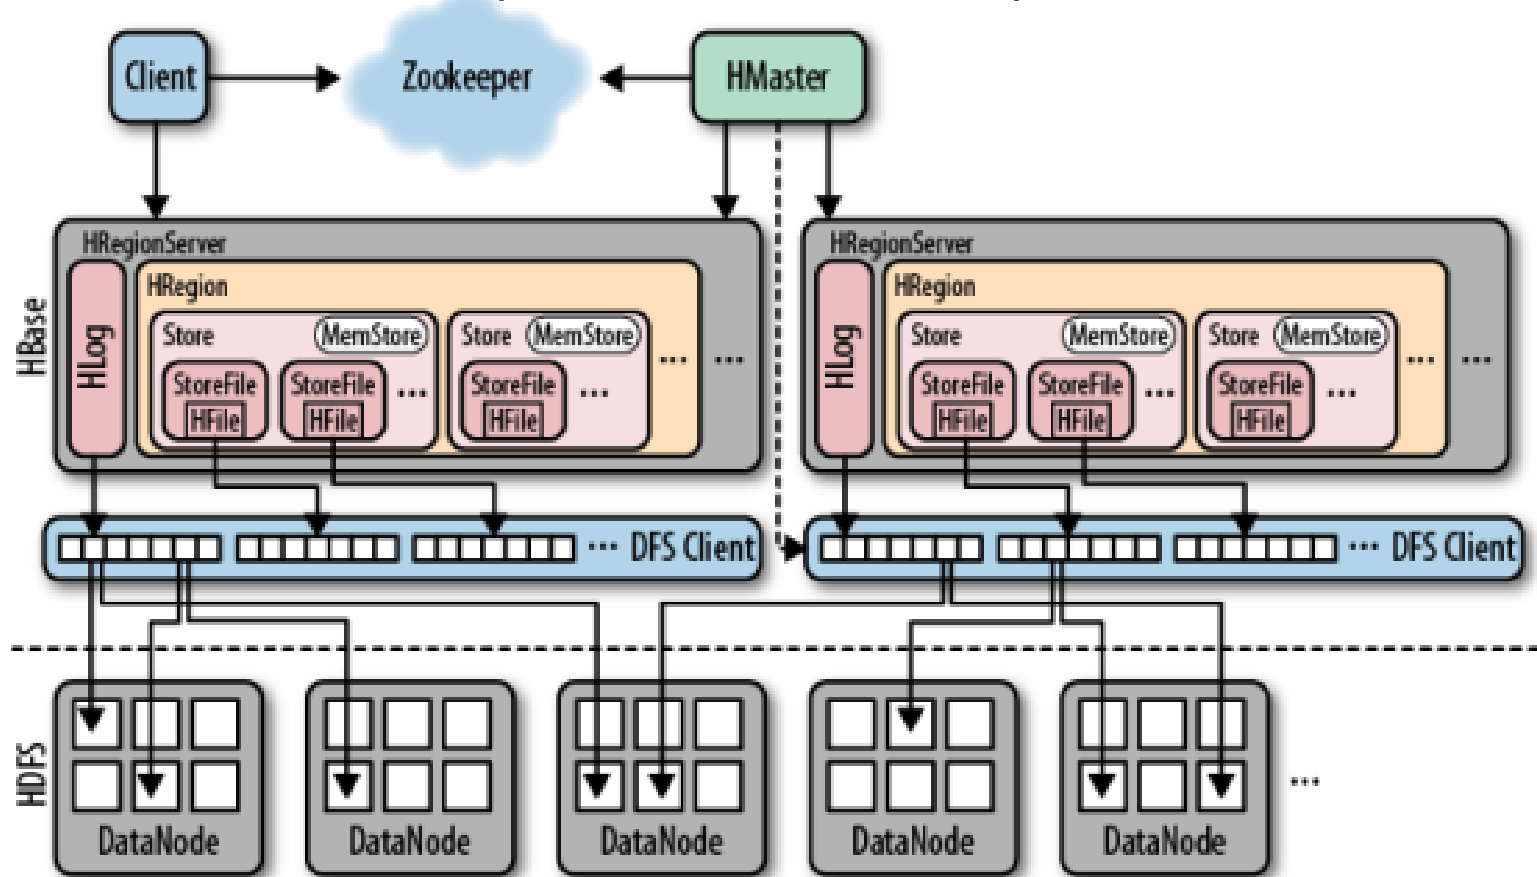 Client
Zookeeper
HMaster
HBase
HRegionServer
HLog
HRegion
Store
MemStore
StoreFile
HFile
StoreFile
HFile
...
Store
MemStore
StoreFile
HFile
...
...
...
HRegionServer
HLog
HRegion
Store
MemStore
StoreFile
HFile
StoreFile
HFile
...
Store
MemStore
StoreFile
HFile
...
...
...
... DFS Client
... DFS Client
HDFS
DataNode
DataNode
DataNode
DataNode
DataNode
...